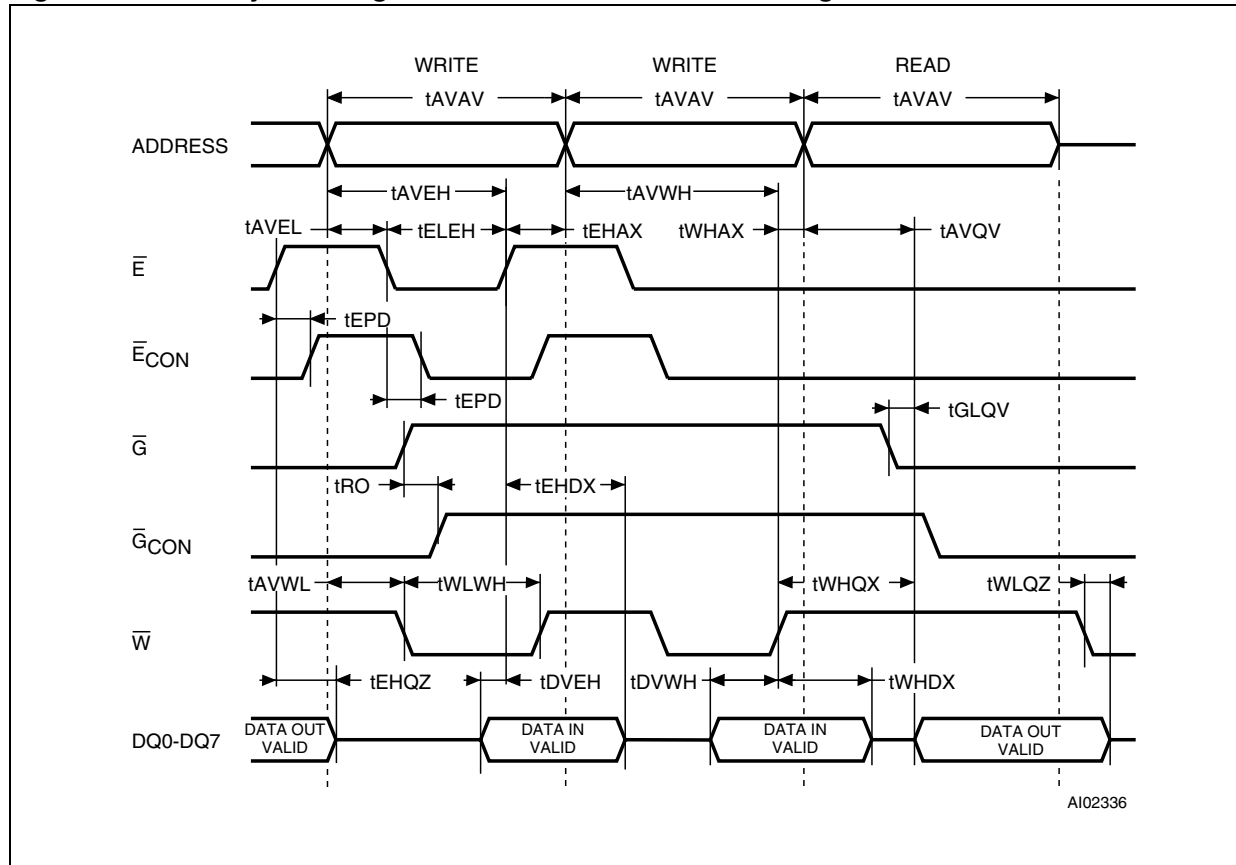 WRITE WRITE READ
tAVAV tAVAV tAVAV
ADDRESS
tAVEH tAVWH
tAVEL tELEH tEHAX tWHAX tAVQV
E̅
tEPD
E̅CON
tEPD tGLQV
G̅
tRO tEHDX
G̅CON
tAVWL tWLWH tWHQX tWLQZ
W̅
tEHQZ tDVEH tDVWH tWHDX
DQ0-DQ7
DATA OUT VALID
DATA IN VALID
DATA IN VALID
DATA OUT VALID
AI02336